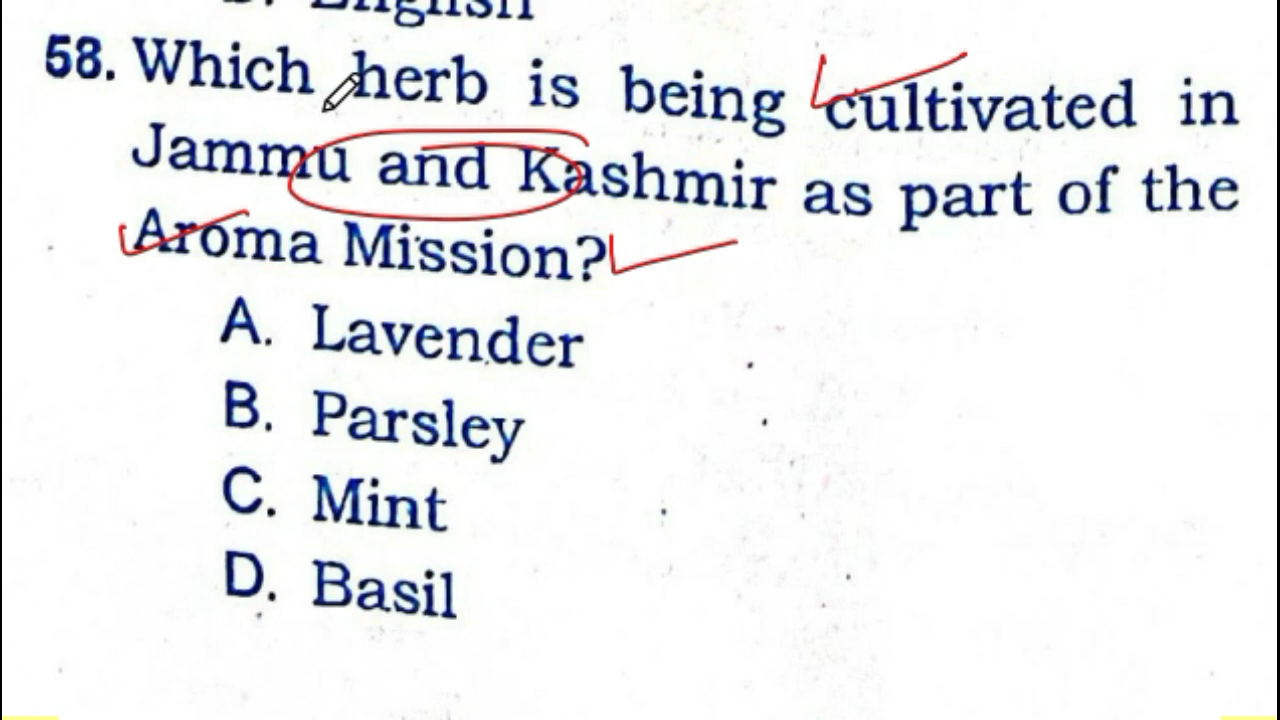 English
58. Which herb is being cultivated in
Jammu and Kashmir as part of the
Aroma Mission?
A. Lavender
B. Parsley
C. Mint
D. Basil